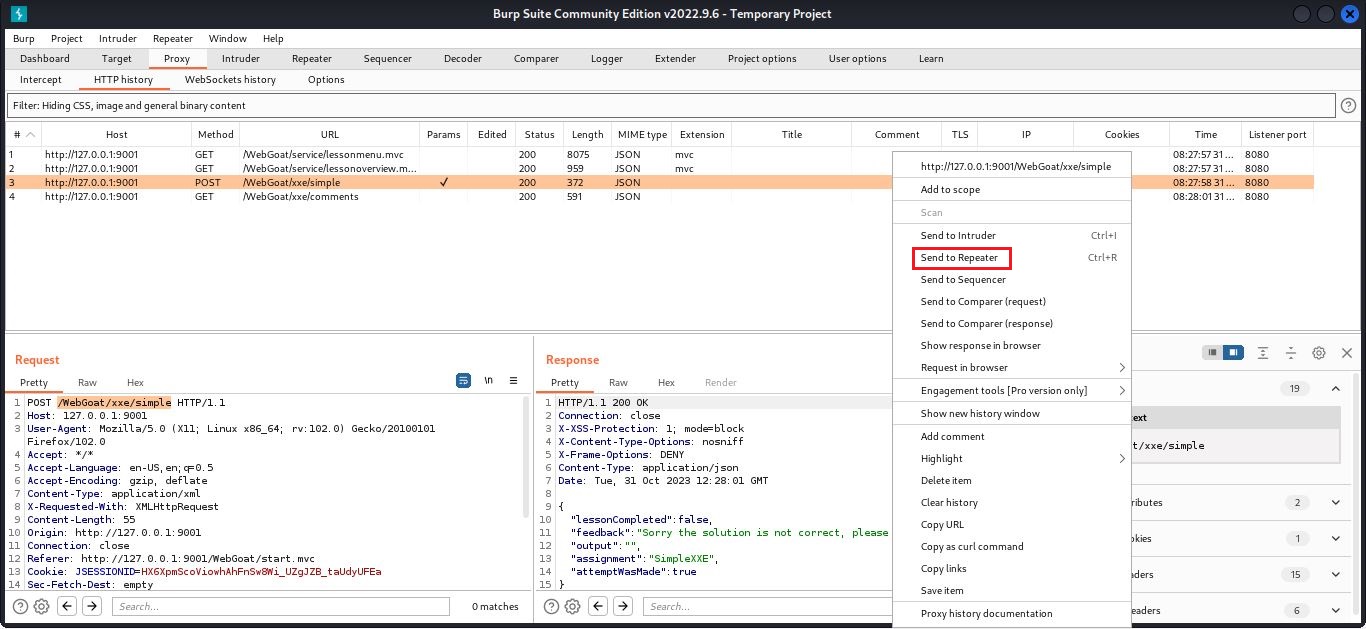 Burp Suite Community Edition v2022.9.6 - Temporary Project
Burp Project Intruder Repeater Window Help
Dashboard Target Proxy Intruder Repeater Sequencer Decoder Comparer Logger Extender Project options User options Learn
Intercept HTTP history WebSockets history Options
Filter: Hiding CSS, image and general binary content
# Host Method URL Params Edited Status Length MIME type Extension Title Comment TLS IP Cookies Time Listener port
1 http://127.0.0.1:9001 GET /WebGoat/service/lessonmenu.mvc 200 8075 JSON mvc 08:27:57 31... 8080
2 http://127.0.0.1:9001 GET /WebGoat/service/lessonoverview.m... 200 959 JSON mvc 08:27:57 31... 8080
3 http://127.0.0.1:9001 POST /WebGoat/xxe/simple ✓ 200 372 JSON 08:27:58 31... 8080
4 http://127.0.0.1:9001 GET /WebGoat/xxe/comments 200 591 JSON 08:28:01 31... 8080
http://127.0.0.1:9001/WebGoat/xxe/simple
Add to scope
Scan
Send to Intruder Ctrl+I
Send to Repeater Ctrl+R
Send to Sequencer
Send to Comparer (request)
Send to Comparer (response)
Show response in browser
Request in browser
Engagement tools [Pro version only]
Show new history window
Add comment
Highlight
Delete item
Clear history
Copy URL
Copy as curl command
Copy links
Save item
Proxy history documentation
Request
Pretty Raw Hex
\n
1 POST /WebGoat/xxe/simple HTTP/1.1
2 Host: 127.0.0.1:9001
3 User-Agent: Mozilla/5.0 (X11; Linux x86_64; rv:102.0) Gecko/20100101
Firefox/102.0
4 Accept: */*
5 Accept-Language: en-US,en;q=0.5
6 Accept-Encoding: gzip, deflate
7 Content-Type: application/xml
8 X-Requested-With: XMLHttpRequest
9 Content-Length: 55
10 Origin: http://127.0.0.1:9001
11 Connection: close
12 Referer: http://127.0.0.1:9001/WebGoat/start.mvc
13 Cookie: JSESSIONID=HX6XpmScoViowhAhFnSw8Wi_UZgJZB_taUdyUFEa
14 Sec-Fetch-Dest: empty
Search... 0 matches
Response
Pretty Raw Hex Render
1 HTTP/1.1 200 OK
2 Connection: close
3 X-XSS-Protection: 1; mode=block
4 X-Content-Type-Options: nosniff
5 X-Frame-Options: DENY
6 Content-Type: application/json
7 Date: Tue, 31 Oct 2023 12:28:01 GMT
8
9 {
10 "lessonCompleted":false,
11 "feedback":"Sorry the solution is not correct, please
12 "output":"",
13 "assignment":"SimpleXXE",
14 "attemptWasMade":true
15 }
Search...
19
ext
t/xxe/simple
ributes 2
okies 1
aders 15
eaders 6